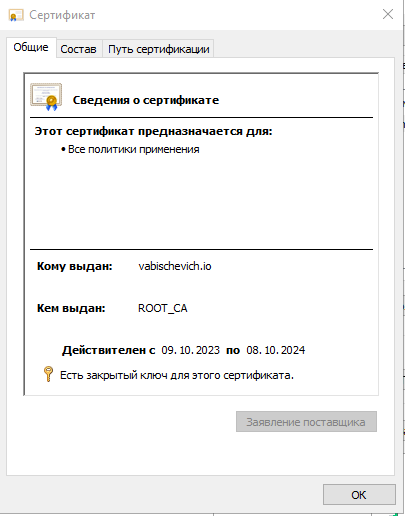 Сертификат
Общие Состав Путь сертификации
Сведения о сертификате
Этот сертификат предназначается для:
• Все политики применения
Кому выдан: vabischevich.io
Кем выдан: ROOT_CA
Действителен с 09.10.2023 по 08.10.2024
Есть закрытый ключ для этого сертификата.
Заявление поставщика
ОК